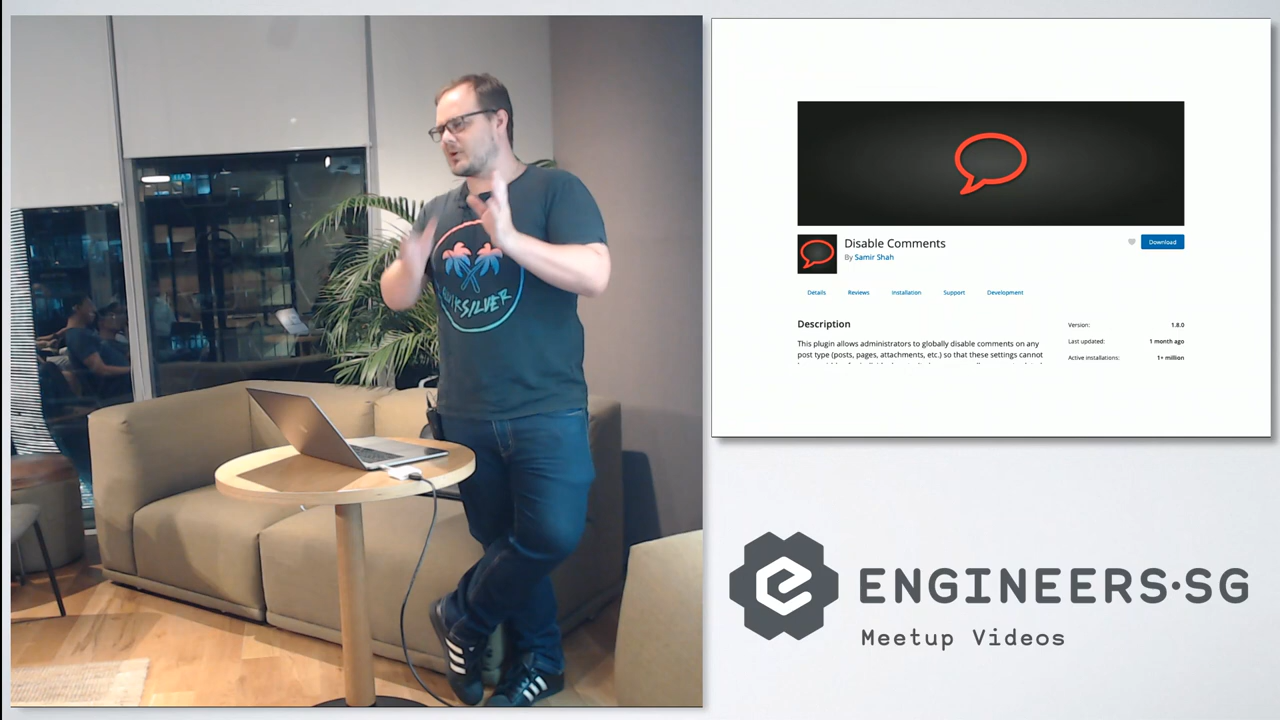 QUIKSILVER
Disable Comments
By Samir Shah
Download
Details
Reviews
Installation
Support
Development
Description
This plugin allows administrators to globally disable comments on any
post type (posts, pages, attachments, etc.) so that these settings cannot
Version:
1.8.0
Last updated:
1 month ago
Active installations:
1+ million
ENGINEERS·SG
Meetup Videos